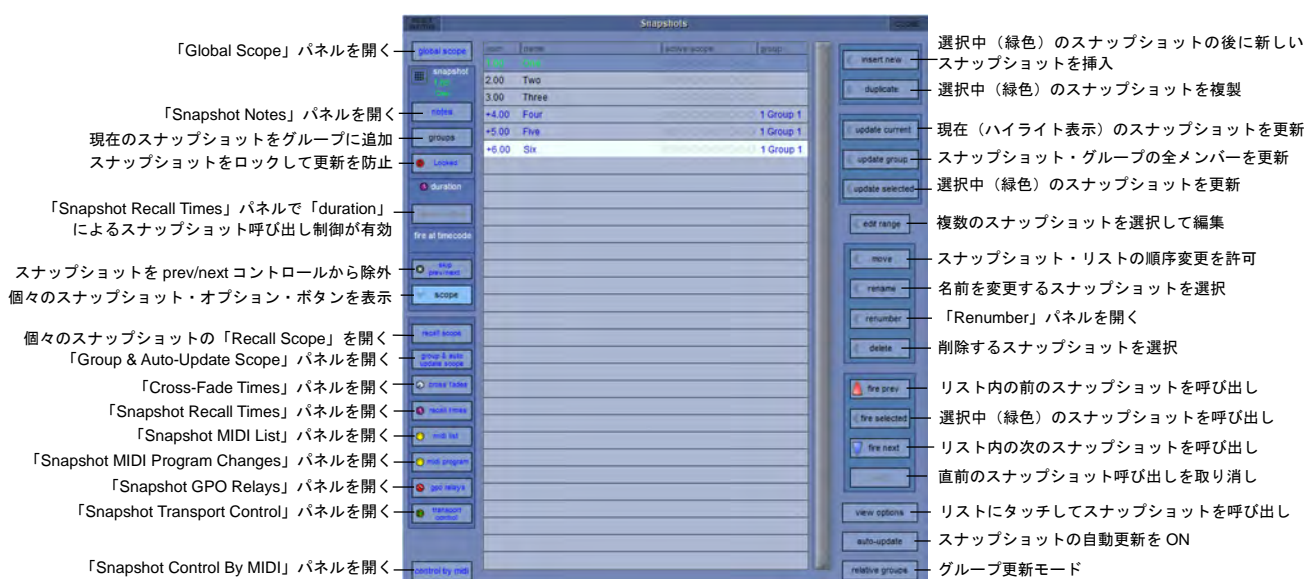 Snapshots
CLOSE
「Global Scope」パネルを開く
「Snapshot Notes」パネルを開く
現在のスナップショットをグループに追加
スナップショットをロックして更新を防止
「Snapshot Recall Times」パネルで「duration」
によるスナップショット呼び出し制御が有効
スナップショットを prev/next コントロールから除外
個々のスナップショット・オプション・ボタンを表示
個々のスナップショットの「Recall Scope」を開く
「Group & Auto-Update Scope」パネルを開く
「Cross-Fade Times」パネルを開く
「Snapshot Recall Times」パネルを開く
「Snapshot MIDI List」パネルを開く
「Snapshot MIDI Program Changes」パネルを開く
「Snapshot GPO Relays」パネルを開く
「Snapshot Transport Control」パネルを開く
「Snapshot Control By MIDI」パネルを開く
global scope
snapshot
notes
groups
Locked
duration
fire at timecode
skip
prev/next
scope
recall scope
group & auto
update scope
cross fades
recall times
midi list
midi program
gpo relays
transport
control
control by midi
num name active scope group
2.00 Two
3.00 Three
+4.00 Four 1 Group 1
+5.00 Five 1 Group 1
+6.00 Six 1 Group 1
insert new
duplicate
update current
update group
update selected
edit range
move
rename
renumber
delete
fire prev
fire selected
fire next
view options
auto-update
relative groups
選択中（緑色）のスナップショットの後に新しい
スナップショットを挿入
選択中（緑色）のスナップショットを複製
現在（ハイライト表示）のスナップショットを更新
スナップショット・グループの全メンバーを更新
選択中（緑色）のスナップショットを更新
複数のスナップショットを選択して編集
スナップショット・リストの順序変更を許可
名前を変更するスナップショットを選択
「Renumber」パネルを開く
削除するスナップショットを選択
リスト内の前のスナップショットを呼び出し
選択中（緑色）のスナップショットを呼び出し
リスト内の次のスナップショットを呼び出し
直前のスナップショット呼び出しを取り消し
リストにタッチしてスナップショットを呼び出し
スナップショットの自動更新を ON
グループ更新モード